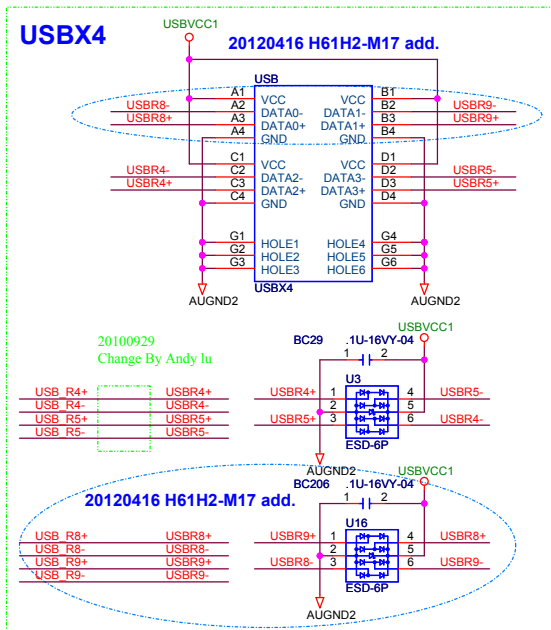 USBX4
USBVCC1
20120416 H61H2-M17 add.
USB
A1 VCC VCC B1
USBR8- A2 DATA0- DATA1- B2 USBR9-
USBR8+ A3 DATA0+ DATA1+ B3 USBR9+
A4 GND GND B4
C1 VCC VCC D1
USBR4- C2 DATA2- DATA3- D2 USBR5-
USBR4+ C3 DATA2+ DATA3+ D3 USBR5+
C4 GND GND D4
G1 HOLE1 HOLE4 G4
G2 HOLE2 HOLE5 G5
G3 HOLE3 HOLE6 G6
USBX4
AUGND2 AUGND2
20100929
Change By Andy lu
USB_R4+ USBR4+
USB_R4- USBR4-
USB_R5+ USBR5+
USB_R5- USBR5-
USBVCC1
BC29 .1U-16VY-04
1 2
U3
USBR4+ 1 4 USBR5-
2 5
USBR5+ 3 6 USBR4-
ESD-6P
AUGND2
USBVCC1
BC206 .1U-16VY-04
1 2
20120416 H61H2-M17 add.
U16
USB_R8+ USBR8+
USB_R8- USBR8-
USB_R9+ USBR9+
USB_R9- USBR9-
USBR9+ 1 4 USBR8+
2 5
USBR8- 3 6 USBR9-
ESD-6P
AUGND2